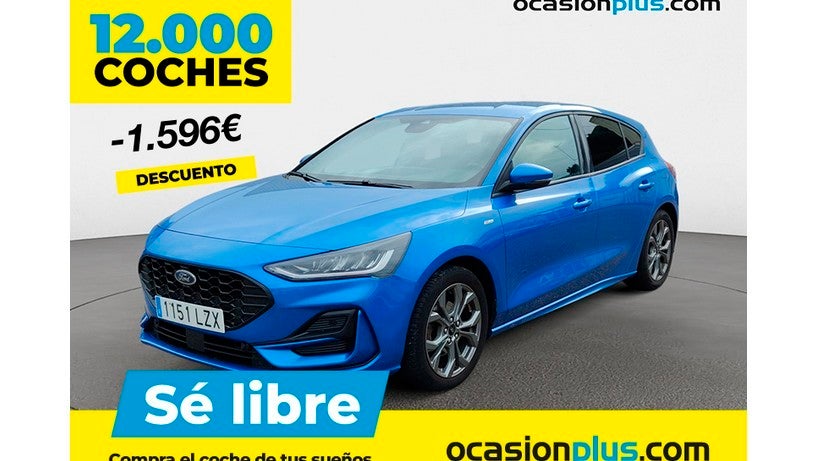 ocasionplus.com
12.000
COCHES
-1.596€
DESCUENTO
Ford
1151 LZX
Sé libre
Compra el coche de tus sueños
ocasionplus.com